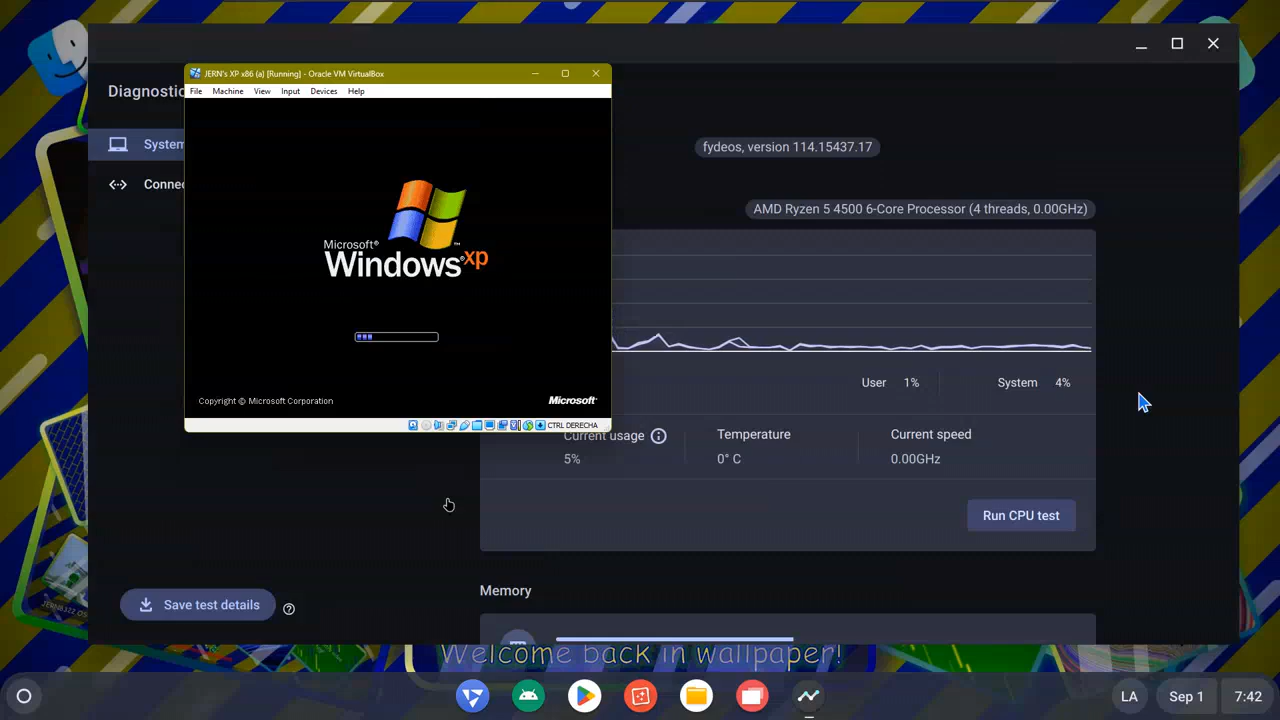 JERN's XP x86 (a) [Running] - Oracle VM VirtualBox
File Machine View Input Devices Help
Microsoft®
Windows® xp ™
Copyright © Microsoft Corporation
Microsoft®
CTRL DERECHA
Diagnostic
System
Connec
fydeos, version 114.15437.17
AMD Ryzen 5 4500 6-Core Processor (4 threads, 0.00GHz)
User 1% System 4%
Current usage Temperature Current speed
5% 0° C 0.00GHz
Run CPU test
Memory
Save test details
Welcome back in wallpaper!
LA Sep 1 7:42